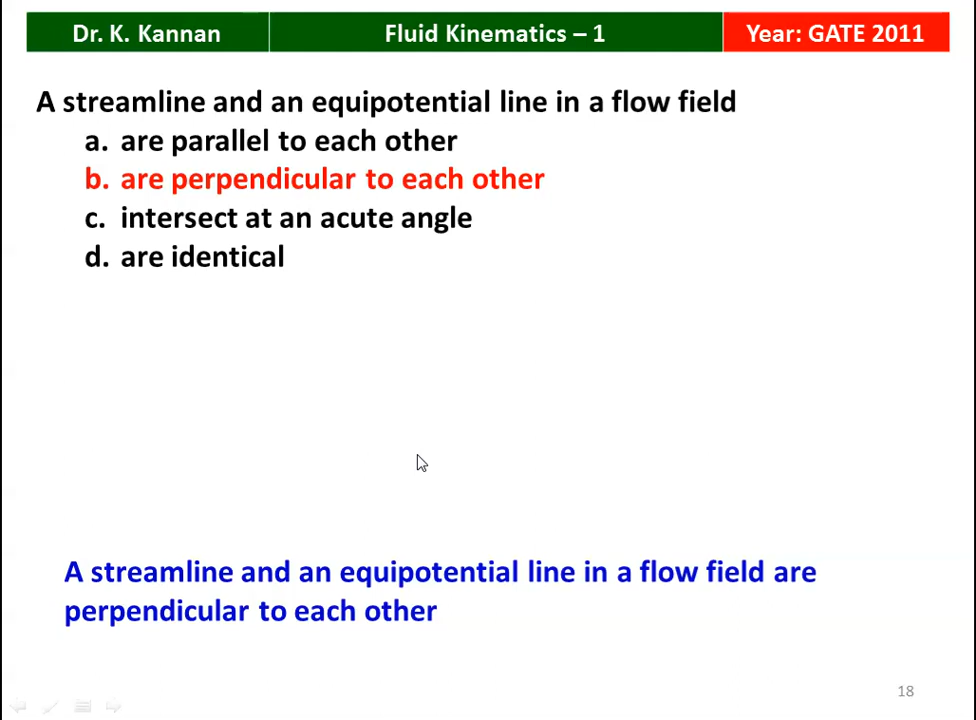 Dr. K. Kannan
Fluid Kinematics – 1
Year: GATE 2011
A streamline and an equipotential line in a flow field
a. are parallel to each other
b. are perpendicular to each other
c. intersect at an acute angle
d. are identical
A streamline and an equipotential line in a flow field are
perpendicular to each other
18